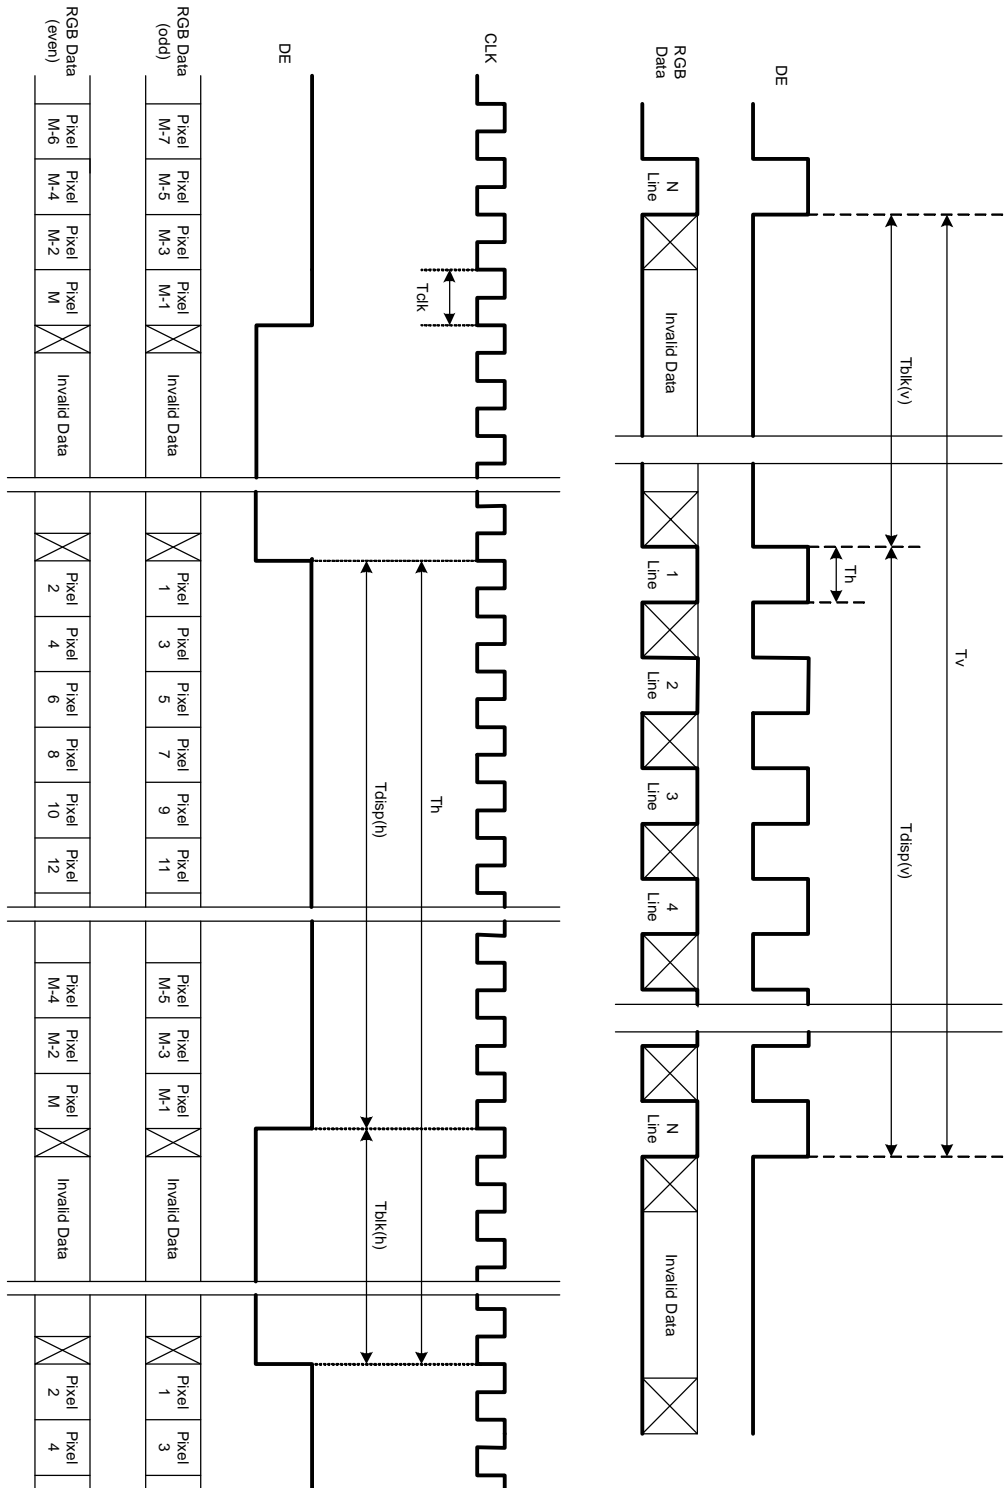 Tv
Tblk(v) Tdisp(v)
Th
DE
RGB N 1 2 3 4 N
Data Line Invalid Data Line Line Line Line Line Invalid Data
CLK
Th
Tclk
Tdisp(h) Tblk(h)
DE
RGB Data Pixel Pixel Pixel Pixel Invalid Data Pixel Pixel Pixel Pixel Pixel Pixel Pixel Pixel Pixel Invalid Data Pixel Pixel
(odd) M-7 M-5 M-3 M-1 1 3 5 7 9 11 M-5 M-3 M-1 1 3
RGB Data Pixel Pixel Pixel Pixel Invalid Data Pixel Pixel Pixel Pixel Pixel Pixel Pixel Pixel Pixel Invalid Data Pixel Pixel
(even) M-6 M-4 M-2 M 2 4 6 8 10 12 M-4 M-2 M 2 4